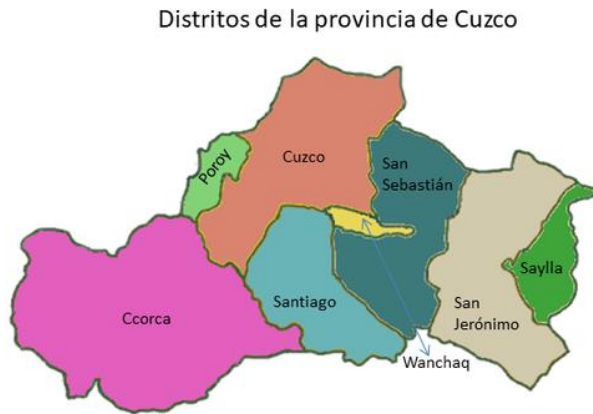 Distritos de la provincia de Cuzco
Poroy
Cuzco
San
Sebastián
Saylla
Santiago
San
Jerónimo
Ccorca
Wanchaq